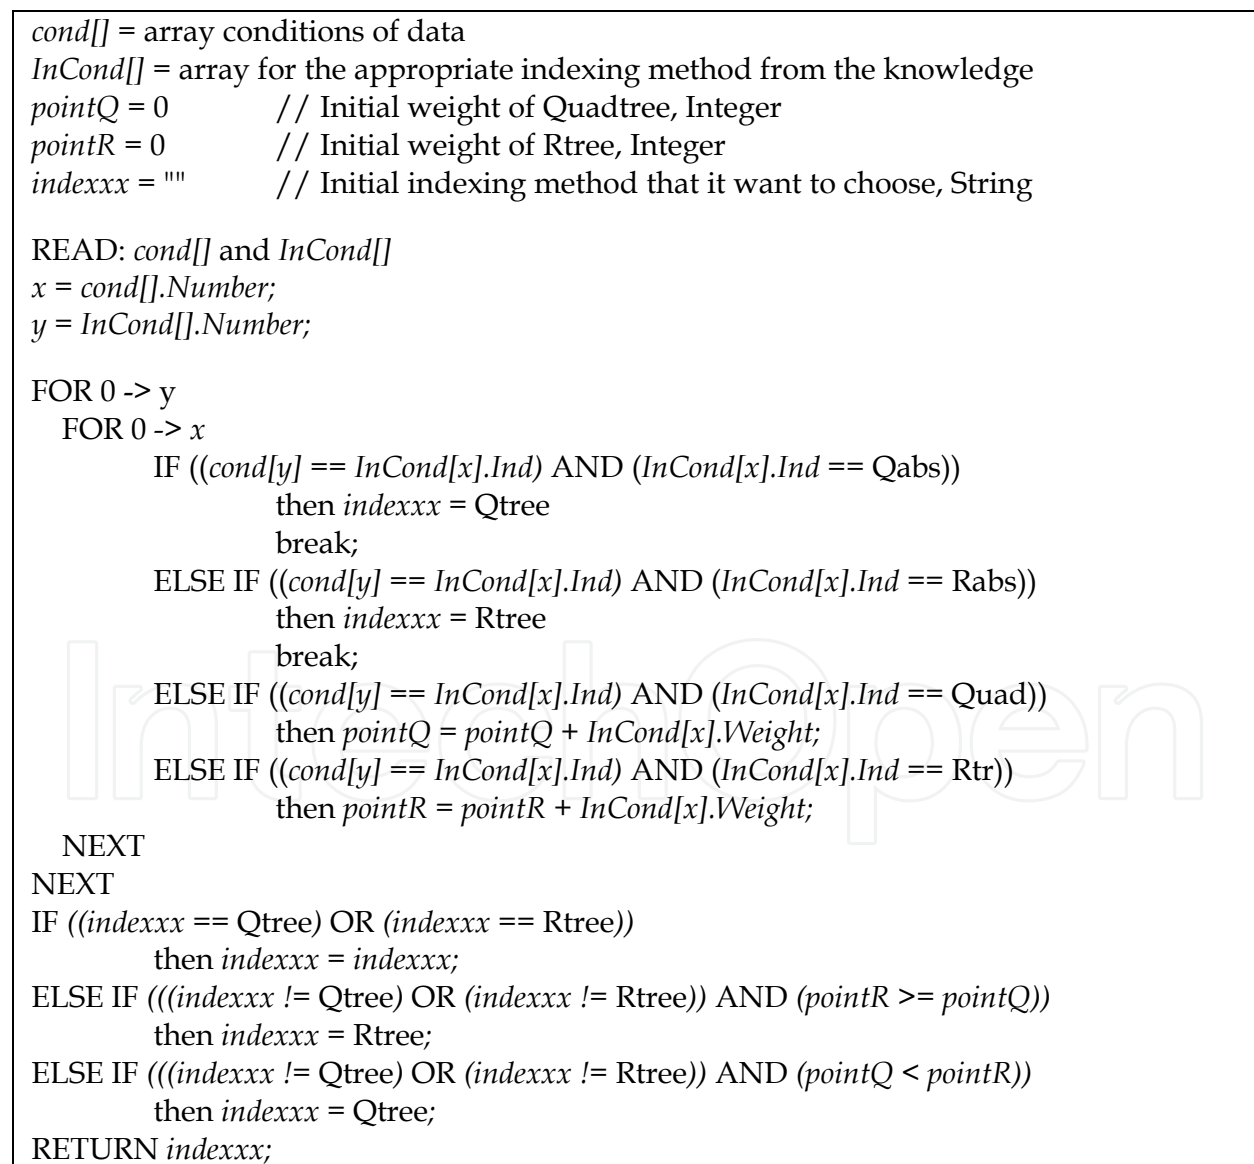 cond[] = array conditions of data
InCond[] = array for the appropriate indexing method from the knowledge
pointQ = 0 // Initial weight of Quadtree, Integer
pointR = 0 // Initial weight of Rtree, Integer
indexxx = "" // Initial indexing method that it want to choose, String
READ: cond[] and InCond[]
x = cond[].Number;
y = InCond[].Number;
FOR 0 -> y
FOR 0 -> x
IF ((cond[y] == InCond[x].Ind) AND (InCond[x].Ind == Qabs))
then indexxx = Qtree
break;
ELSE IF ((cond[y] == InCond[x].Ind) AND (InCond[x].Ind == Rabs))
then indexxx = Rtree
break;
ELSE IF ((cond[y] == InCond[x].Ind) AND (InCond[x].Ind == Quad))
then pointQ = pointQ + InCond[x].Weight;
ELSE IF ((cond[y] == InCond[x].Ind) AND (InCond[x].Ind == Rtr))
then pointR = pointR + InCond[x].Weight;
IntechOpen
NEXT
NEXT
IF ((indexxx == Qtree) OR (indexxx == Rtree))
then indexxx = indexxx;
ELSE IF (((indexxx != Qtree) OR (indexxx != Rtree)) AND (pointR >= pointQ))
then indexxx = Rtree;
ELSE IF (((indexxx != Qtree) OR (indexxx != Rtree)) AND (pointQ < pointR))
then indexxx = Qtree;
RETURN indexxx;